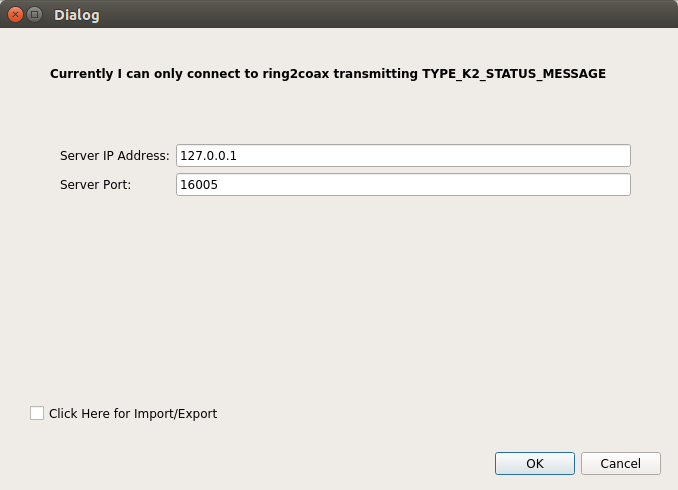 Dialog
Currently I can only connect to ring2coax transmitting TYPE_K2_STATUS_MESSAGE
Server IP Address: 127.0.0.1
Server Port: 16005
Click Here for Import/Export
OK Cancel